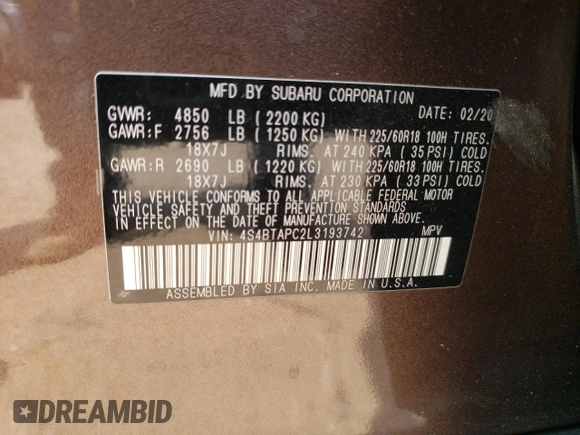 MFD.BY SUBARU CORPORATION
GVWR: 4850 LB ( 2200 KG) DATE: 02/20
GAWR:F 2756 LB ( 1250 KG) WITH 225/60R18 100H TIRES,
18X7J RIMS, AT 240 KPA ( 35 PSI) COLD
GAWR:R 2690 LB ( 1220 KG) WITH 225/60R18 100H TIRES,
18X7J RIMS, AT 230 KPA ( 33 PSI) COLD
THIS VEHICLE CONFORMS TO ALL APPLICABLE FEDERAL MOTOR
VEHICLE SAFETY AND THEFT PREVENTION STANDARDS
IN EFFECT ON THE DATE OF MANUFACTURE SHOWN ABOVE.
VIN: 4S4BTAPC2L3193742 MPV
ASSEMBLED BY SIA INC. MADE IN U.S.A.
DREAMBID